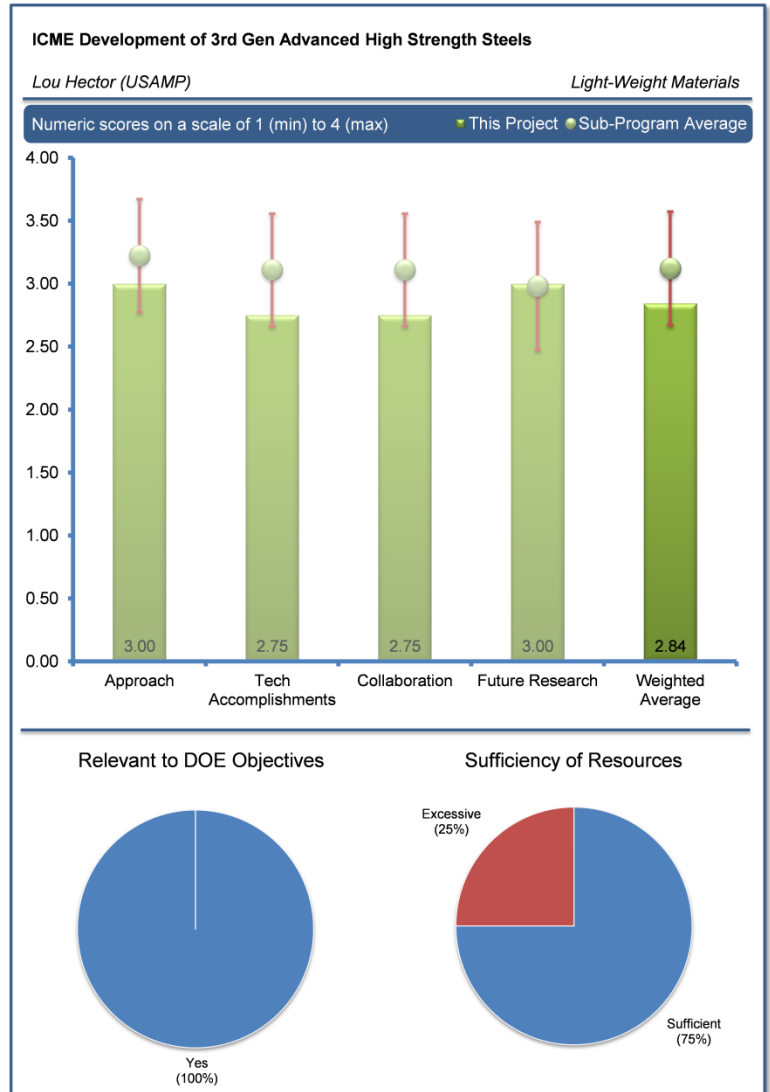 ICME Development of 3rd Gen Advanced High Strength Steels
Lou Hector (USAMP) Light-Weight Materials
Numeric scores on a scale of 1 (min) to 4 (max) This Project Sub-Program Average
4.00
3.50
3.00
2.50
2.00
1.50
1.00
0.50
0.00
3.00 2.75 2.75 3.00 2.84
Approach Tech Collaboration Future Research Weighted
Accomplishments Average
Relevant to DOE Objectives Sufficiency of Resources
Excessive
(25%)
Sufficient
(75%)
Yes
(100%)